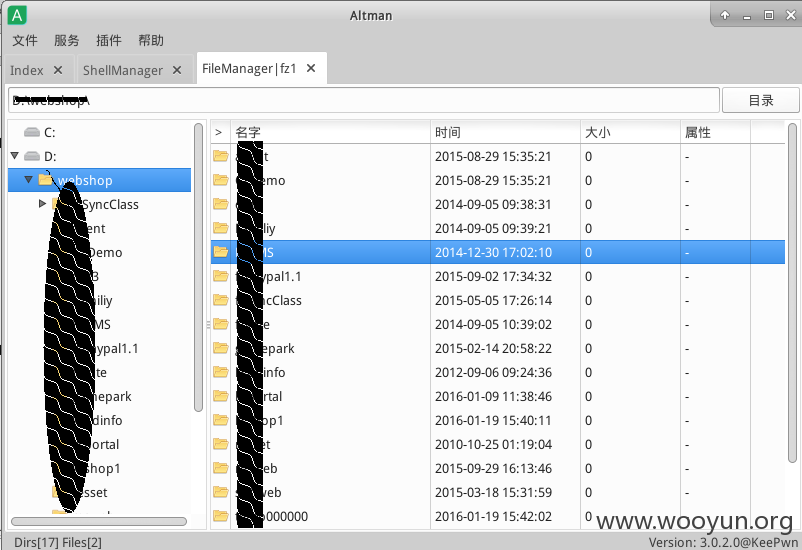 Altman
文件 服务 插件 帮助
Index ShellManager FileManager|fz1
D:\webshop\ 目录
C:
D:
webshop
SyncClass
ent
Demo
3
iliy
MS
aypal1.1
te
epark
dinfo
ortal
shop1
sset
> 名字 时间 大小 属性
t 2015-08-29 15:35:21 0 -
emo 2015-08-29 15:35:21 0 -
2014-09-05 09:38:31 0 -
liy 2014-09-05 09:39:21 0 -
MS 2014-12-30 17:02:10 0 -
ypal1.1 2015-09-02 17:34:32 0 -
ncClass 2015-05-05 17:26:14 0 -
e 2014-09-05 10:39:02 0 -
epark 2015-02-14 20:58:22 0 -
info 2012-09-06 09:24:36 0 -
rtal 2016-01-09 11:38:46 0 -
op1 2016-01-19 15:40:11 0 -
et 2010-10-25 01:19:04 0 -
eb 2015-09-29 16:13:46 0 -
veb 2015-03-18 15:31:59 0 -
000000 2016-01-19 15:42:02 0 -
www.wooyun.org
Dirs[17] Files[2] Version: 3.0.2.0@KeePwn